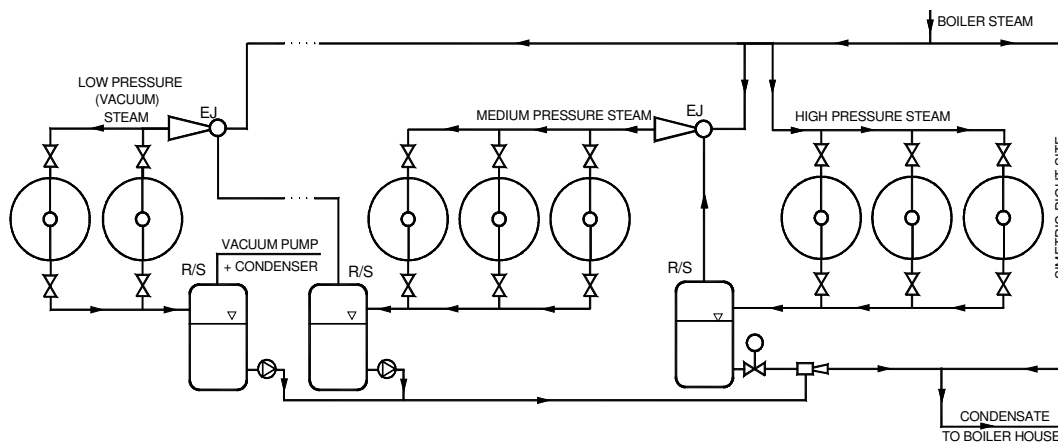 BOILER STEAM
LOW PRESSURE
(VACUUM)
STEAM
EJ
MEDIUM PRESSURE STEAM
EJ
HIGH PRESSURE STEAM
VACUUM PUMP
+ CONDENSER
R/S
R/S
R/S
CONDENSATE
TO BOILER HOUSE